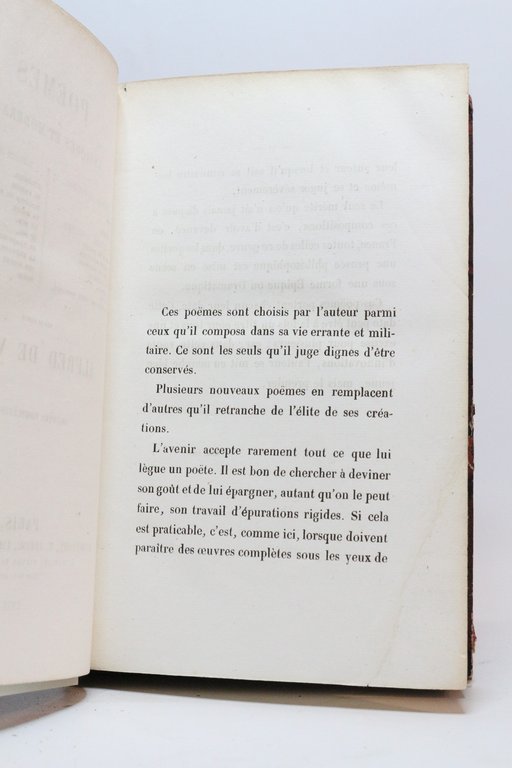 Ces poëmes sont choisis par l'auteur parmi
ceux qu'il composa dans sa vie errante et mili-
taire. Ce sont les seuls qu'il juge dignes d'être
conservés.
Plusieurs nouveaux poëmes en remplacent
d'autres qu'il retranche de l'élite de ses créa-
tions.
L'avenir accepte rarement tout ce que lui
lègue un poëte. Il est bon de chercher à deviner
son goût et de lui épargner, autant qu'on le peut
faire, son travail d'épurations rigides. Si cela
est praticable, c'est, comme ici, lorsque doivent
paraître des œuvres complètes sous les yeux de